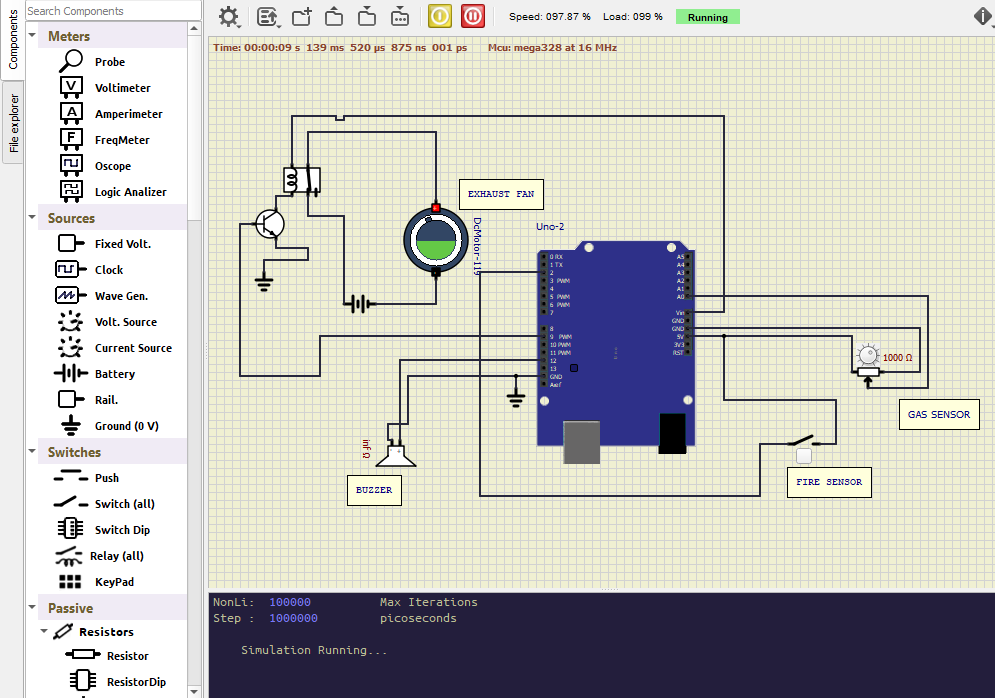 Components
File explorer
Search Components
Meters
Probe
Voltimeter
Amperimeter
FreqMeter
Oscope
Logic Analizer
Sources
Fixed Volt.
Clock
Wave Gen.
Volt. Source
Current Source
Battery
Rail.
Ground (0 V)
Switches
Push
Switch (all)
Switch Dip
Relay (all)
KeyPad
Passive
Resistors
Resistor
ResistorDip
Speed: 097.87 % Load: 099 % Running
Time: 00:00:09 s 139 ms 520 µs 875 ns 001 ps Mcu: mega328 at 16 MHz
EXHAUST FAN
DcMotor-119
Uno-2
0 RX
1 TX
2
3 PWM
4
5 PWM
6 PWM
7
8
9 PWM
10 PWM
11 PWM
12
13
GND
Aref
A5
A4
A3
A2
A1
A0
Vin
GND
GND
5V
3V3
RST
1000 Ω
GAS SENSOR
FIRE SENSOR
inf Ω
- +
BUZZER
V
A
F
NonLi: 100000 Max Iterations
Step : 1000000 picoseconds
Simulation Running...